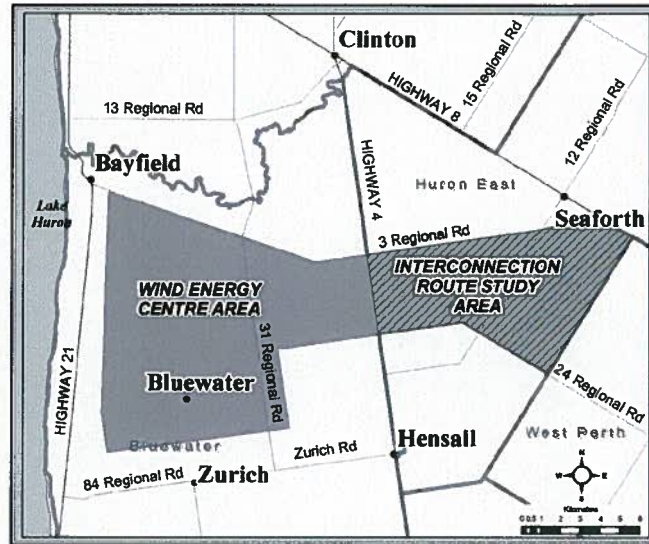 Clinton
HIGHWAY 8
15 Regional Rd
12 Regional Rd
13 Regional Rd
Bayfield
HIGHWAY 4
Huron East
Lake
Huron
Seaforth
3 Regional Rd
WIND ENERGY
CENTRE AREA
INTERCONNECTION
ROUTE STUDY
AREA
HIGHWAY 21
31 Regional Rd
Bluewater
24 Regional Rd
Bluewater
Zurich Rd
Hensall
West Perth
84 Regional Rd
Zurich
N
W
E
S
Kilometres